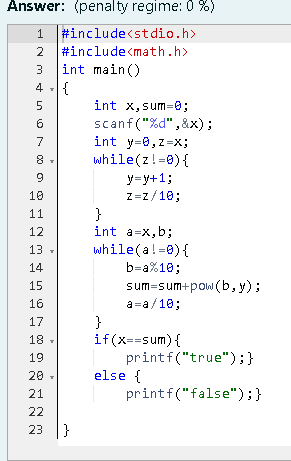 Answer: (penalty regime: 0 %)
1 #include<stdio.h>
2 #include<math.h>
3 int main()
4 {
5     int x,sum=0;
6     scanf("%d",&x);
7     int y=0,z=x;
8     while(z!=0){
9         y=y+1;
10         z=z/10;
11     }
12     int a=x,b;
13     while(a!=0){
14         b=a%10;
15         sum=sum+pow(b,y);
16         a=a/10;
17     }
18     if(x==sum){
19         printf("true");}
20     else {
21         printf("false");}
22
23 }